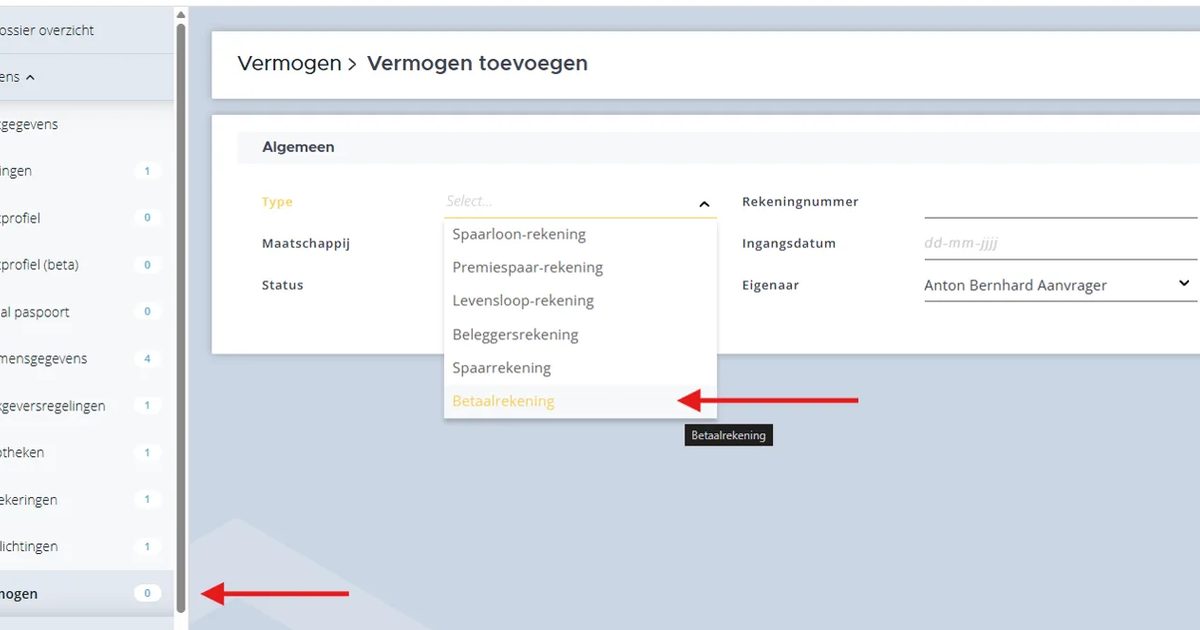 ossier overzicht
ens
gegevens
ingen 1
profiel 0
profiel (beta) 0
al paspoort 0
mensgegevens 4
geversregelingen 1
theken 1
ekeringen 1
lichtingen 1
mogen 0
Vermogen > Vermogen toevoegen
Algemeen
Type Select...
Maatschappij
Status
Spaarloon-rekening
Premiespaar-rekening
Levensloop-rekening
Beleggersrekening
Spaarrekening
Betaalrekening
Betaalrekening
Rekeningnummer
Ingangsdatum dd-mm-jjjj
Eigenaar Anton Bernhard Aanvrager